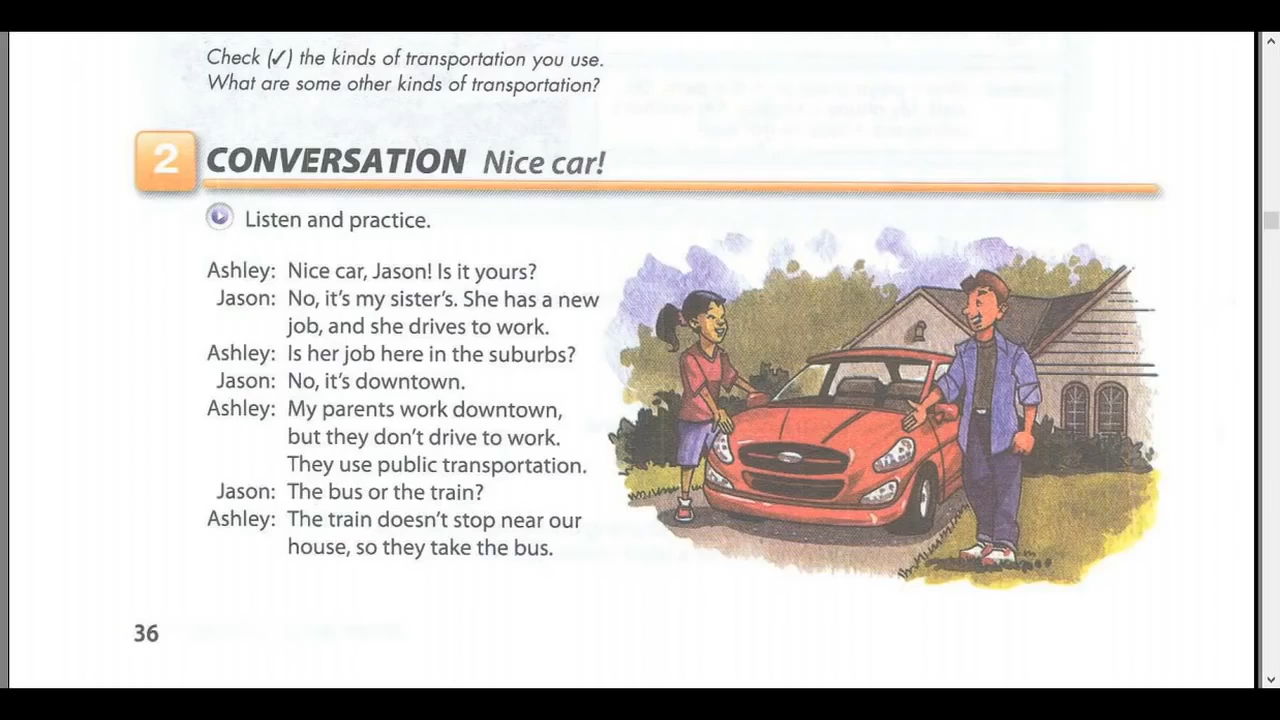 Check (✓) the kinds of transportation you use.
What are some other kinds of transportation?
2 CONVERSATION Nice car!
Listen and practice.
Ashley: Nice car, Jason! Is it yours?
Jason: No, it's my sister's. She has a new
job, and she drives to work.
Ashley: Is her job here in the suburbs?
Jason: No, it's downtown.
Ashley: My parents work downtown,
but they don't drive to work.
They use public transportation.
Jason: The bus or the train?
Ashley: The train doesn't stop near our
house, so they take the bus.
36